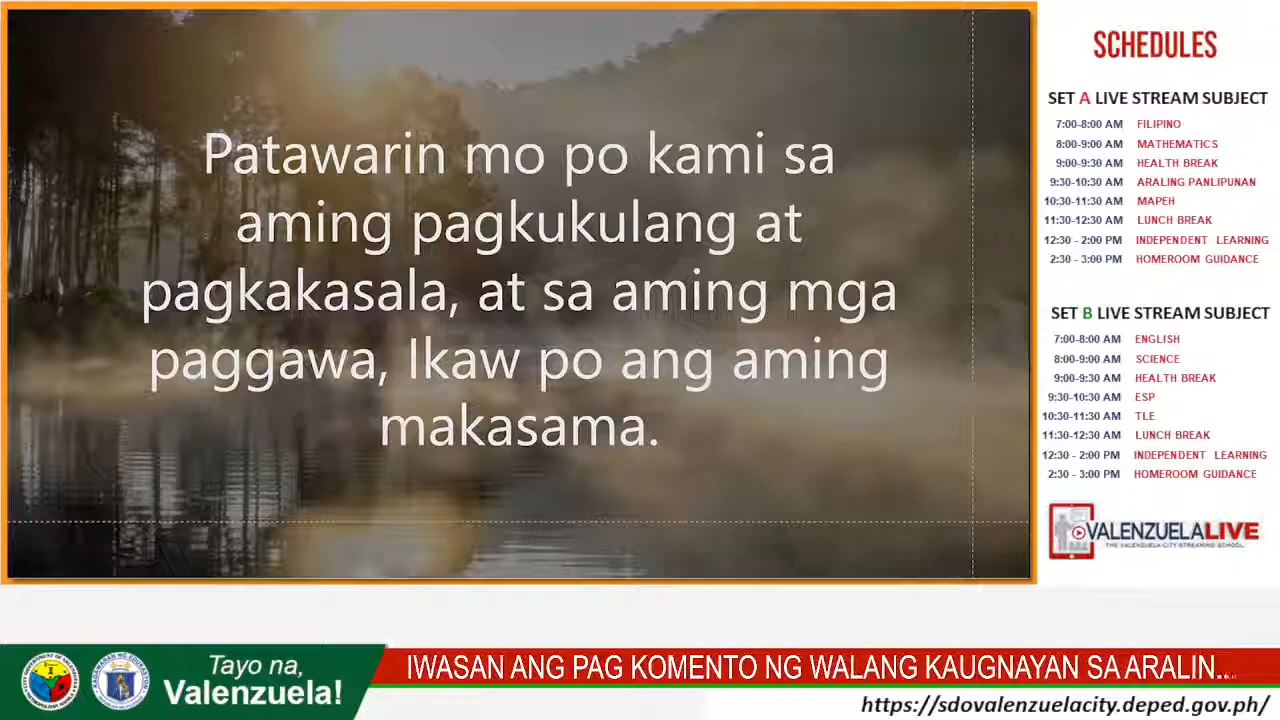 Patawarin mo po kami sa
aming pagkukulang at
pagkakasala, at sa aming mga
paggawa, Ikaw po ang aming
makasama.
SCHEDULES
SET A LIVE STREAM SUBJECT
7:00-8:00 AM FILIPINO
8:00-9:00 AM MATHEMATICS
9:00-9:30 AM HEALTH BREAK
9:30-10:30 AM ARALING PANLIPUNAN
10:30-11:30 AM MAPEH
11:30-12:30 AM LUNCH BREAK
12:30 - 2:00 PM INDEPENDENT LEARNING
2:30 - 3:00 PM HOMEROOM GUIDANCE
SET B LIVE STREAM SUBJECT
7:00-8:00 AM ENGLISH
8:00-9:00 AM SCIENCE
9:00-9:30 AM HEALTH BREAK
9:30-10:30 AM ESP
10:30-11:30 AM TLE
11:30-12:30 AM LUNCH BREAK
12:30 - 2:00 PM INDEPENDENT LEARNING
2:30 - 3:00 PM HOMEROOM GUIDANCE
VALENZUELALIVE
THE VALENZUELA CITY STREAMING SCHOOL
Tayo na,
Valenzuela!
IWASAN ANG PAG KOMENTO NG WALANG KAUGNAYAN SA ARALIN....
https://sdovalenzuelacity.deped.gov.ph/